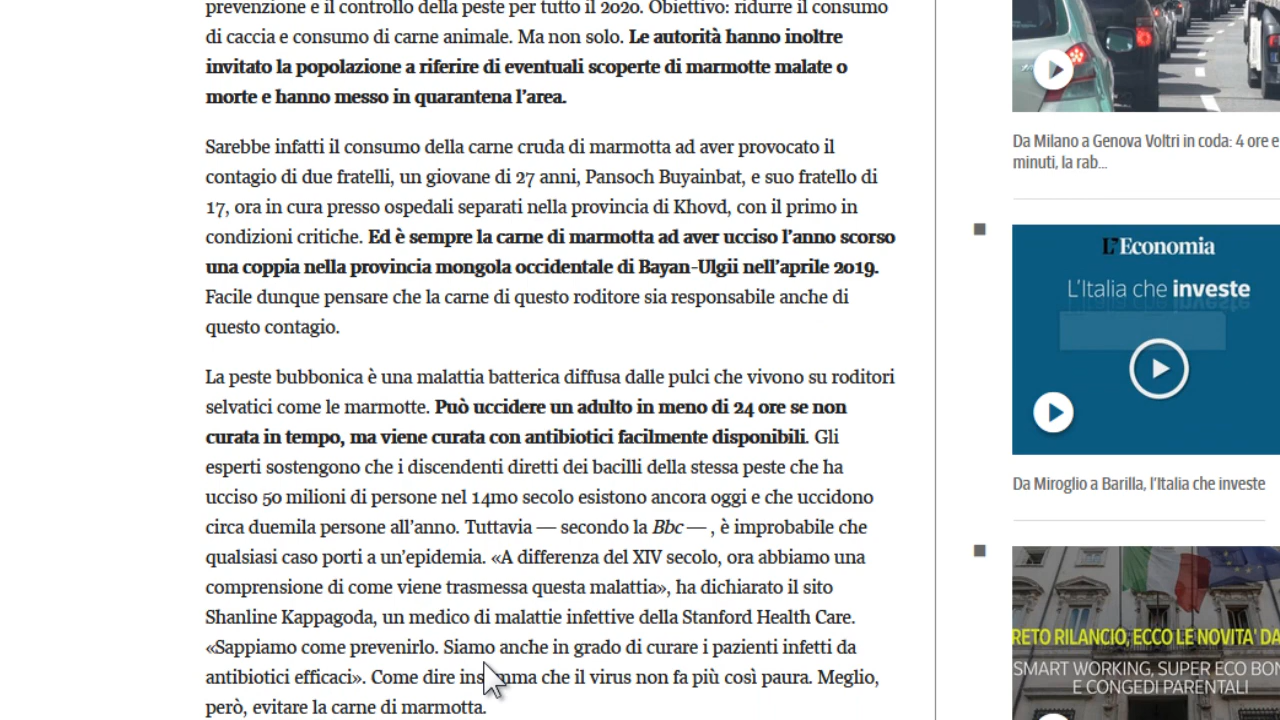 prevenzione e il controllo della peste per tutto il 2020. Obiettivo: ridurre il consumo
di caccia e consumo di carne animale. Ma non solo. Le autorità hanno inoltre
invitato la popolazione a riferire di eventuali scoperte di marmotte malate o
morte e hanno messo in quarantena l’area.
Sarebbe infatti il consumo della carne cruda di marmotta ad aver provocato il
contagio di due fratelli, un giovane di 27 anni, Pansoch Buyainbat, e suo fratello di
17, ora in cura presso ospedali separati nella provincia di Khovd, con il primo in
condizioni critiche. Ed è sempre la carne di marmotta ad aver ucciso l’anno scorso
una coppia nella provincia mongola occidentale di Bayan-Ulgii nell’aprile 2019.
Facile dunque pensare che la carne di questo roditore sia responsabile anche di
questo contagio.
La peste bubbonica è una malattia batterica diffusa dalle pulci che vivono su roditori
selvatici come le marmotte. Può uccidere un adulto in meno di 24 ore se non
curata in tempo, ma viene curata con antibiotici facilmente disponibili. Gli
esperti sostengono che i discendenti diretti dei bacilli della stessa peste che ha
ucciso 50 milioni di persone nel 14mo secolo esistono ancora oggi e che uccidono
circa duemila persone all’anno. Tuttavia — secondo la Bbc — , è improbabile che
qualsiasi caso porti a un’epidemia. «A differenza del XIV secolo, ora abbiamo una
comprensione di come viene trasmessa questa malattia», ha dichiarato il sito
Shanline Kappagoda, un medico di malattie infettive della Stanford Health Care.
«Sappiamo come prevenirlo. Siamo anche in grado di curare i pazienti infetti da
antibiotici efficaci». Come dire insomma che il virus non fa più così paura. Meglio,
però, evitare la carne di marmotta.
Da Milano a Genova Voltri in coda: 4 ore e
minuti, la rab...
L'Economia
L'Italia che investe
Da Miroglio a Barilla, l'Italia che investe
RETO RILANCIO, ECCO LE NOVITA' DA
SMART WORKING, SUPER ECO BON
E CONGEDI PARENTALI